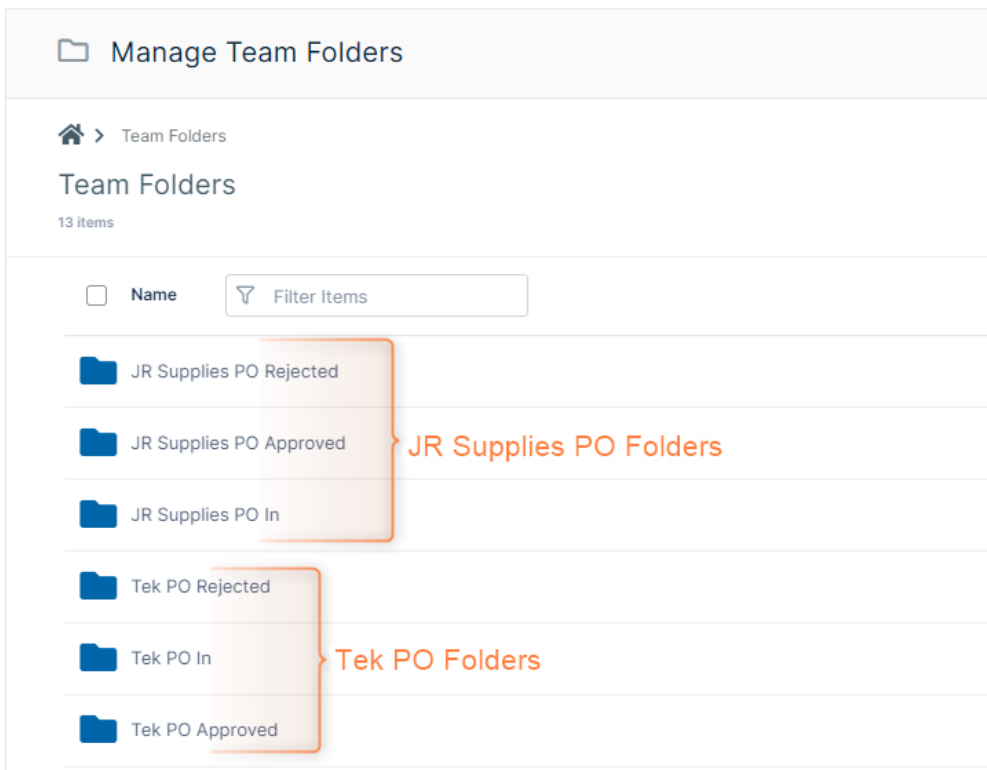 Manage Team Folders
Team Folders
Team Folders
13 items
Name Filter Items
JR Supplies PO Rejected
JR Supplies PO Approved
JR Supplies PO Folders
JR Supplies PO In
Tek PO Rejected
Tek PO In
Tek PO Folders
Tek PO Approved